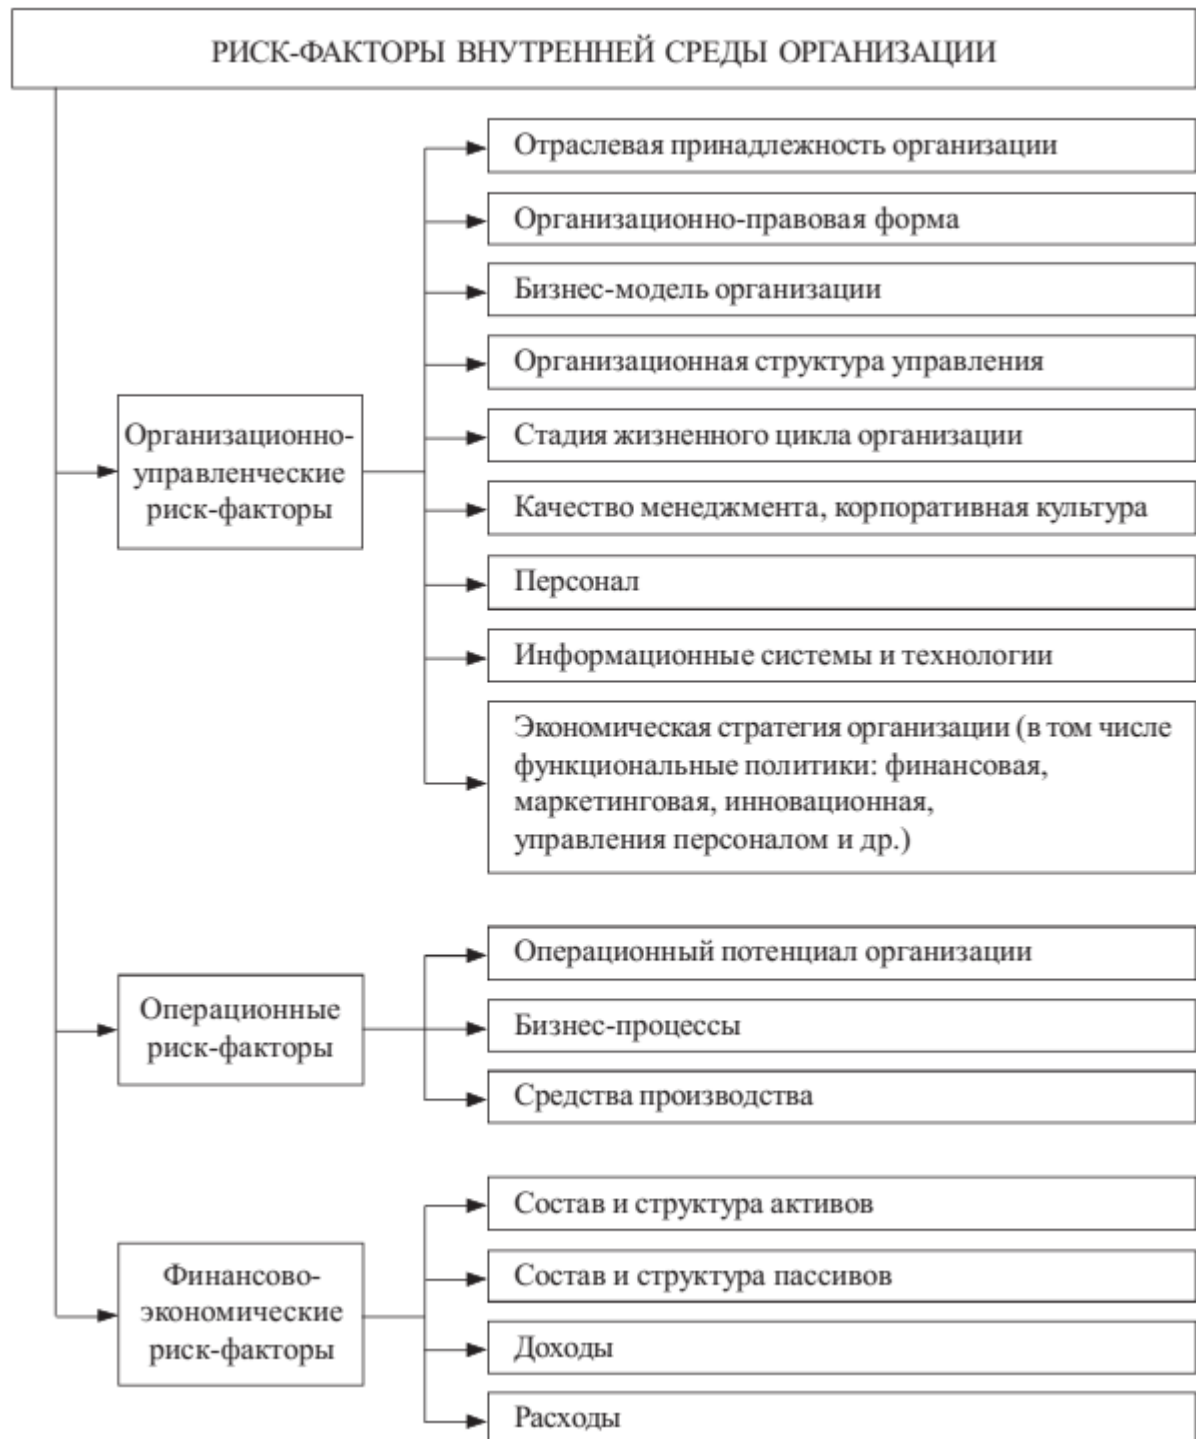 РИСК-ФАКТОРЫ ВНУТРЕННЕЙ СРЕДЫ ОРГАНИЗАЦИИ
Организационно-
управленческие
риск-факторы
Отраслевая принадлежность организации
Организационно-правовая форма
Бизнес-модель организации
Организационная структура управления
Стадия жизненного цикла организации
Качество менеджмента, корпоративная культура
Персонал
Информационные системы и технологии
Экономическая стратегия организации (в том числе
функциональные политики: финансовая,
маркетинговая, инновационная,
управления персоналом и др.)
Операционные
риск-факторы
Операционный потенциал организации
Бизнес-процессы
Средства производства
Финансово-
экономические
риск-факторы
Состав и структура активов
Состав и структура пассивов
Доходы
Расходы